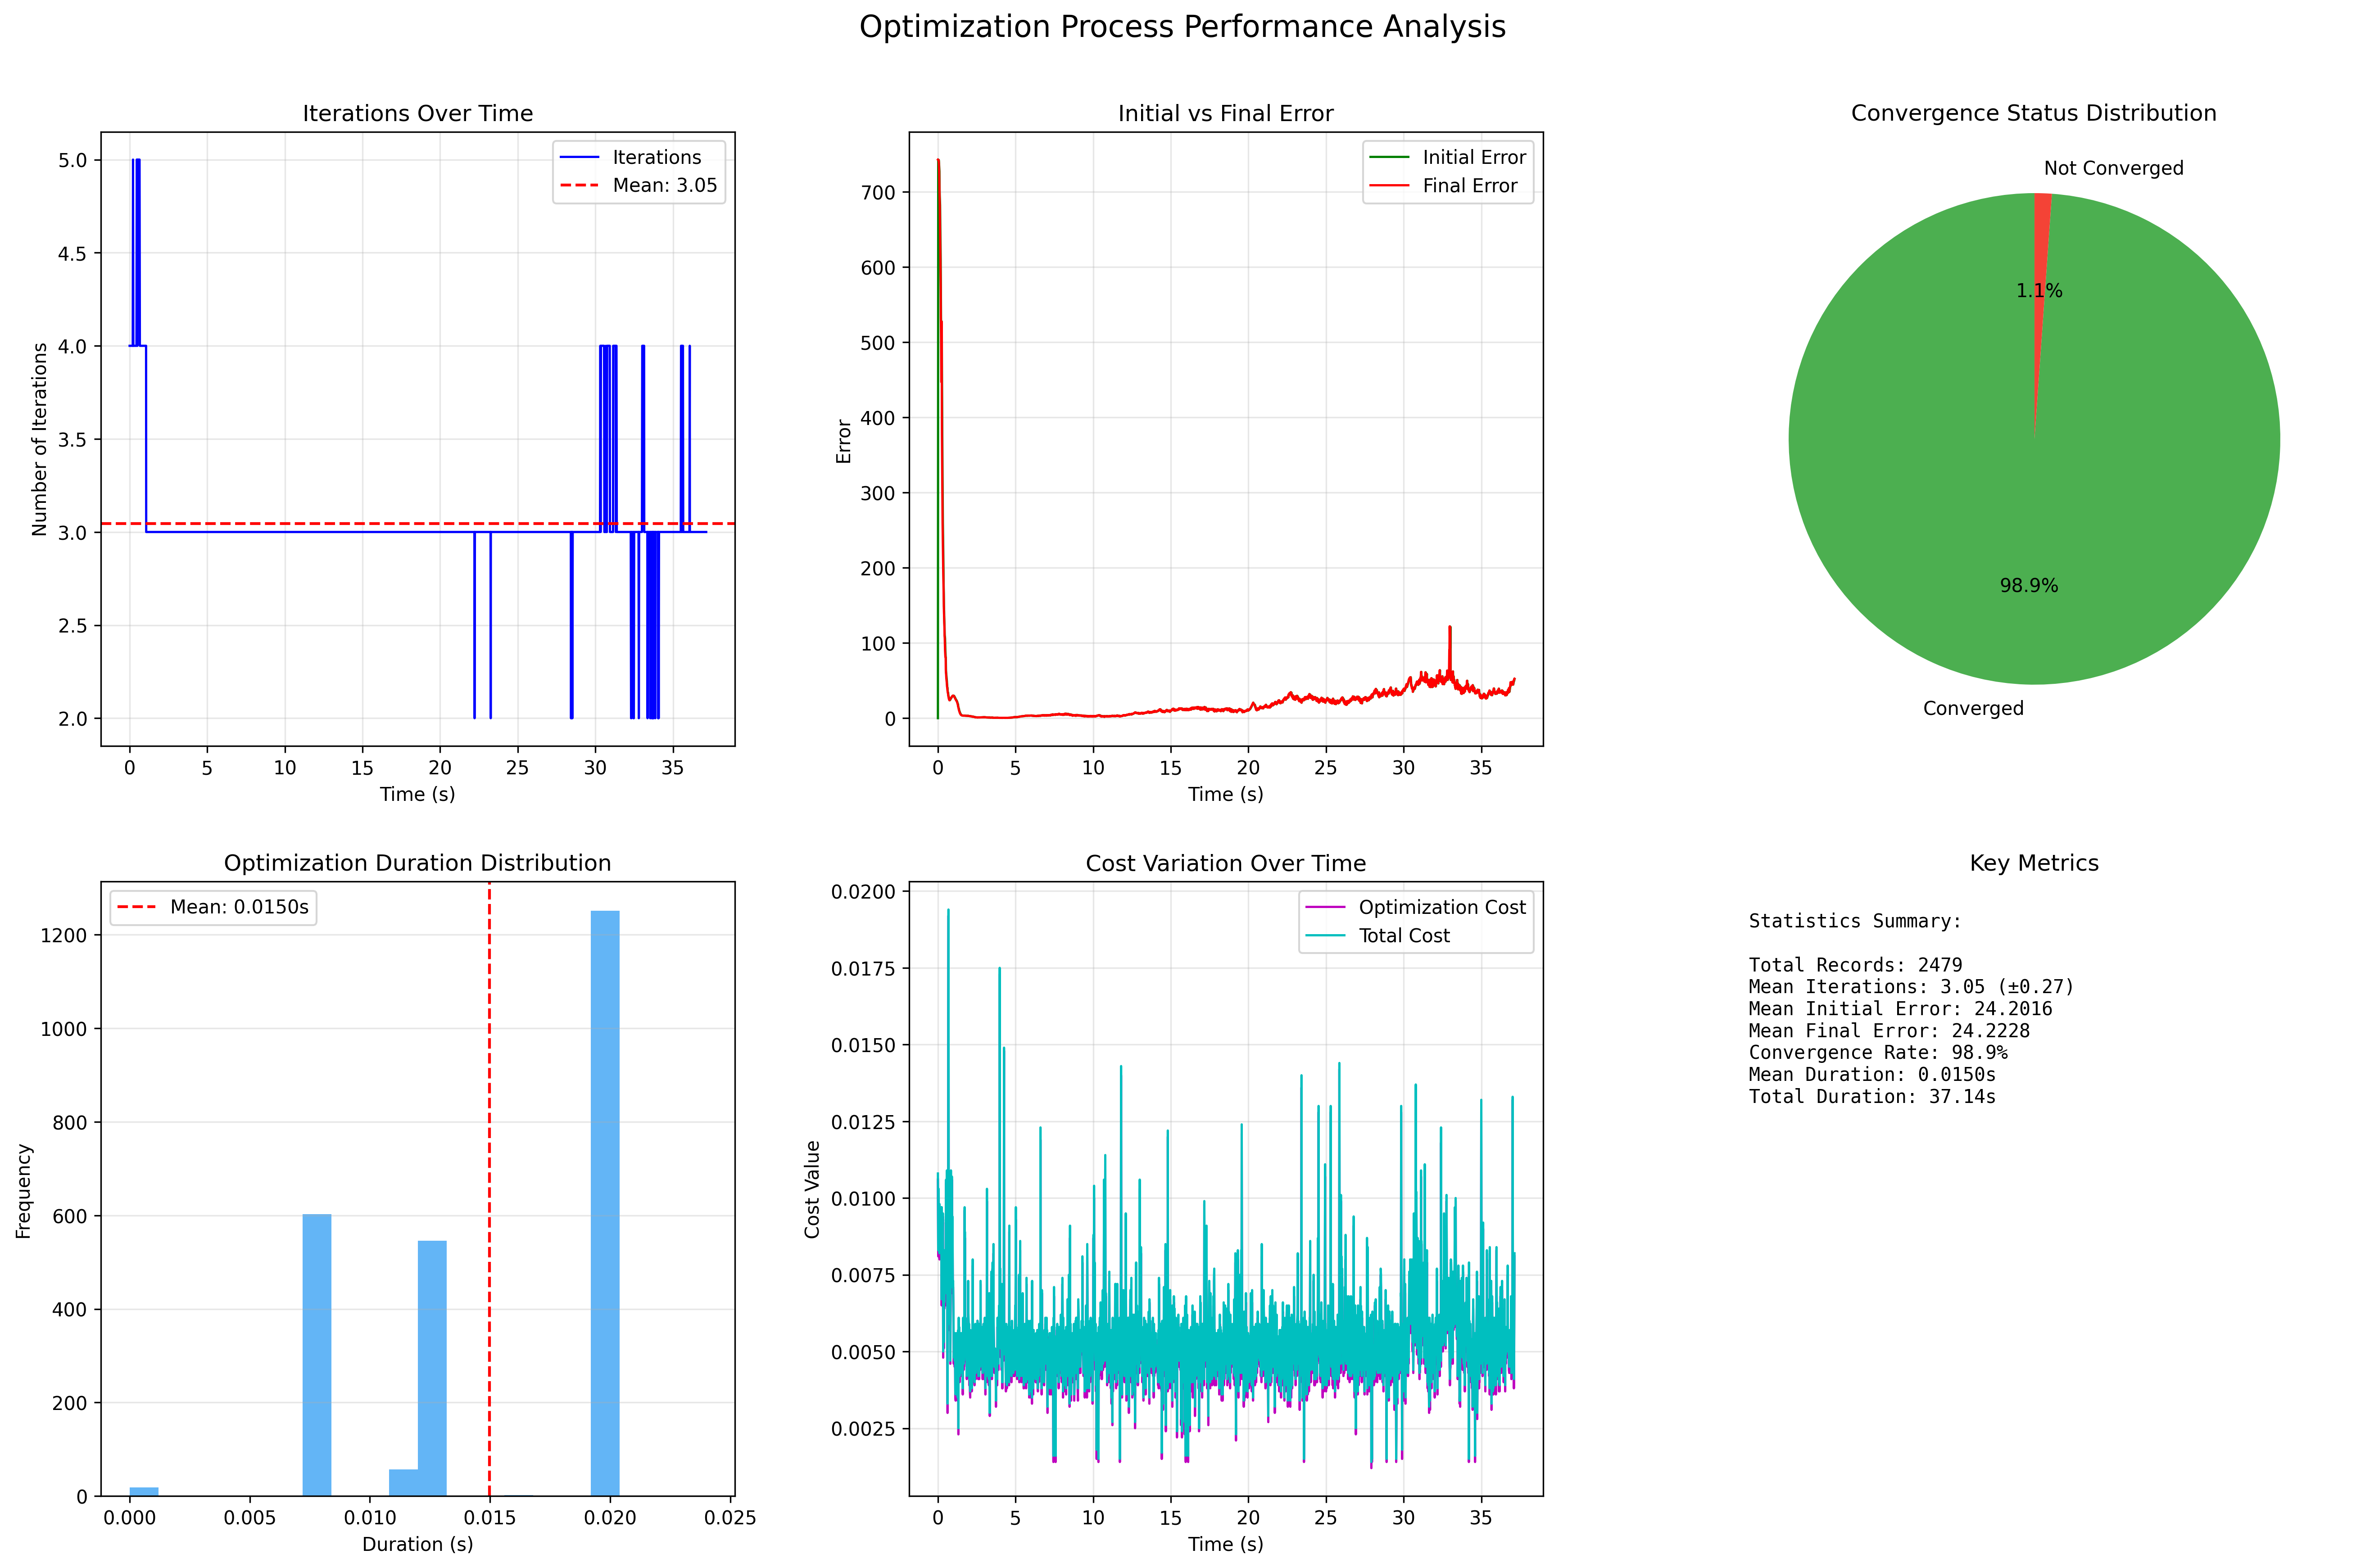 Optimization Process Performance Analysis
Iterations Over Time
Number of Iterations
5.0
4.5
4.0
3.5
3.0
2.5
2.0
Iterations
Mean: 3.05
0 5 10 15 20 25 30 35
Time (s)
Initial vs Final Error
Error
700
600
500
400
300
200
100
0
Initial Error
Final Error
0 5 10 15 20 25 30 35
Time (s)
Convergence Status Distribution
Not Converged
1.1%
98.9%
Converged
Optimization Duration Distribution
Frequency
1200
1000
800
600
400
200
0
Mean: 0.0150s
0.000 0.005 0.010 0.015 0.020 0.025
Duration (s)
Cost Variation Over Time
Cost Value
0.0200
0.0175
0.0150
0.0125
0.0100
0.0075
0.0050
0.0025
Optimization Cost
Total Cost
0 5 10 15 20 25 30 35
Time (s)
Key Metrics
Statistics Summary:
Total Records: 2479
Mean Iterations: 3.05 (±0.27)
Mean Initial Error: 24.2016
Mean Final Error: 24.2228
Convergence Rate: 98.9%
Mean Duration: 0.0150s
Total Duration: 37.14s